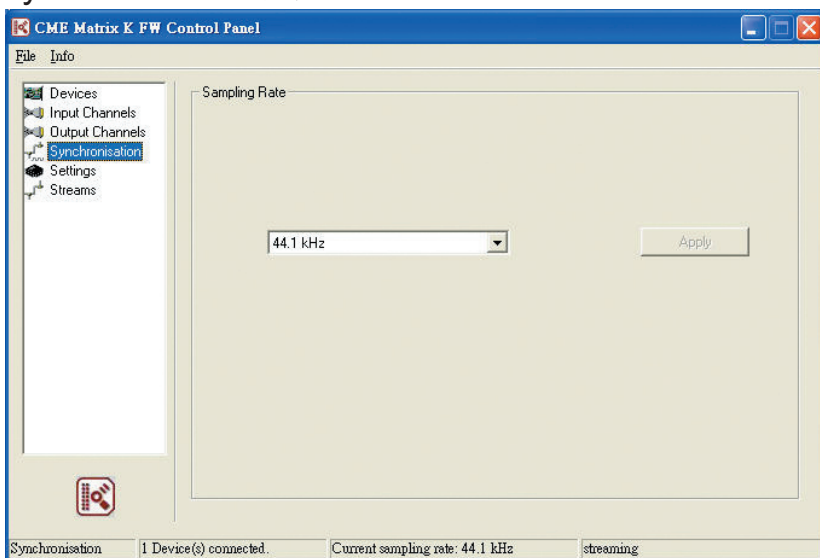 CME Matrix K FW Control Panel
File Info
Devices
Input Channels
Output Channels
Synchronisation
Settings
Streams
Sampling Rate
44.1 kHz
Apply
Synchronisation
1 Device(s) connected.
Current sampling rate: 44.1 kHz
streaming